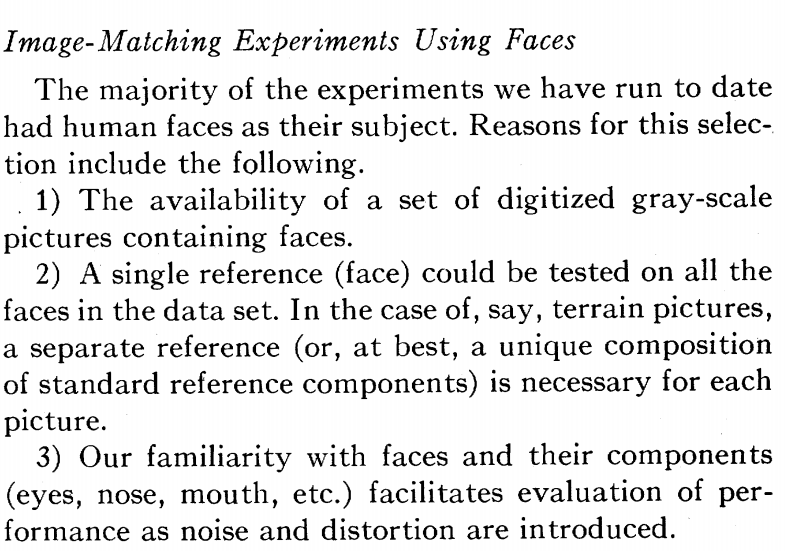 Image-Matching Experiments Using Faces
The majority of the experiments we have run to date
had human faces as their subject. Reasons for this selec-
tion include the following.
1) The availability of a set of digitized gray-scale
pictures containing faces.
2) A single reference (face) could be tested on all the
faces in the data set. In the case of, say, terrain pictures,
a separate reference (or, at best, a unique composition
of standard reference components) is necessary for each
picture.
3) Our familiarity with faces and their components
(eyes, nose, mouth, etc.) facilitates evaluation of per-
formance as noise and distortion are introduced.